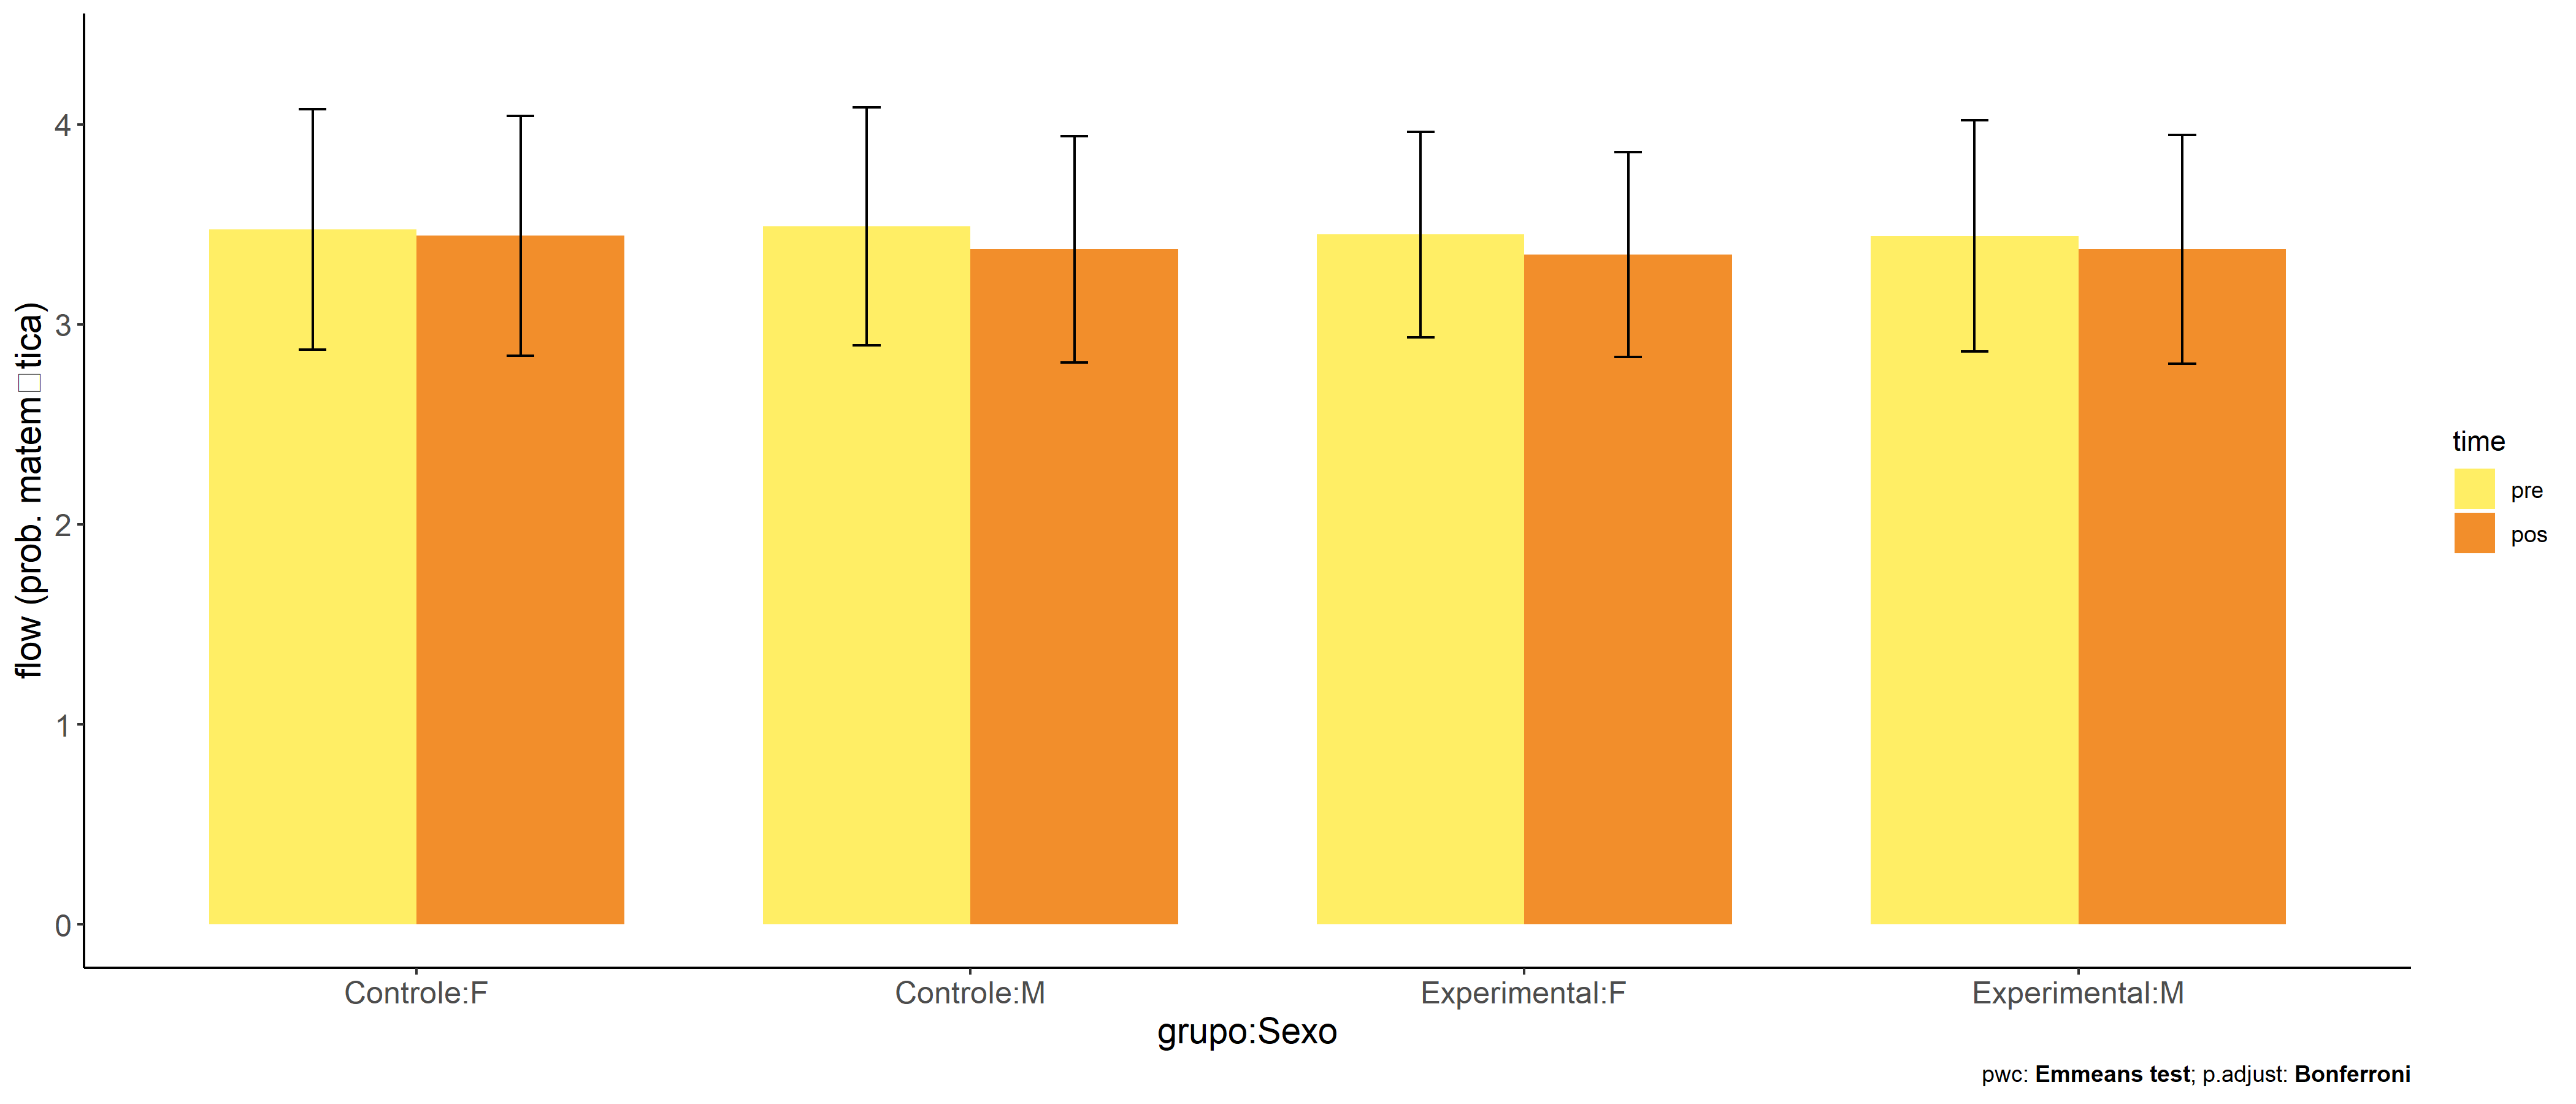 flow (prob. matem□tica)
4
3
2
1
0
Controle:F
Controle:M
Experimental:F
Experimental:M
grupo:Sexo
time
pre
pos
pwc: Emmeans test; p.adjust: Bonferroni